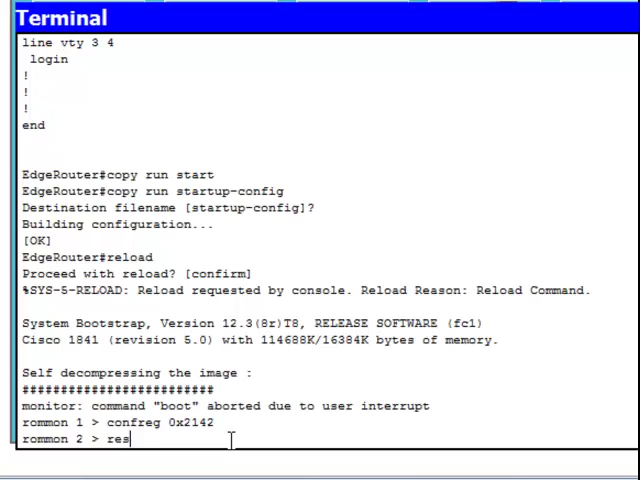 Terminal
line vty 3 4
login
!
!
!
end
EdgeRouter#copy run start
EdgeRouter#copy run startup-config
Destination filename [startup-config]?
Building configuration...
[OK]
EdgeRouter#reload
Proceed with reload? [confirm]
%SYS-5-RELOAD: Reload requested by console. Reload Reason: Reload Command.
System Bootstrap, Version 12.3(8r)T8, RELEASE SOFTWARE (fc1)
Cisco 1841 (revision 5.0) with 114688K/16384K bytes of memory.
Self decompressing the image :
#########################
monitor: command "boot" aborted due to user interrupt
rommon 1 > confreg 0x2142
rommon 2 > res